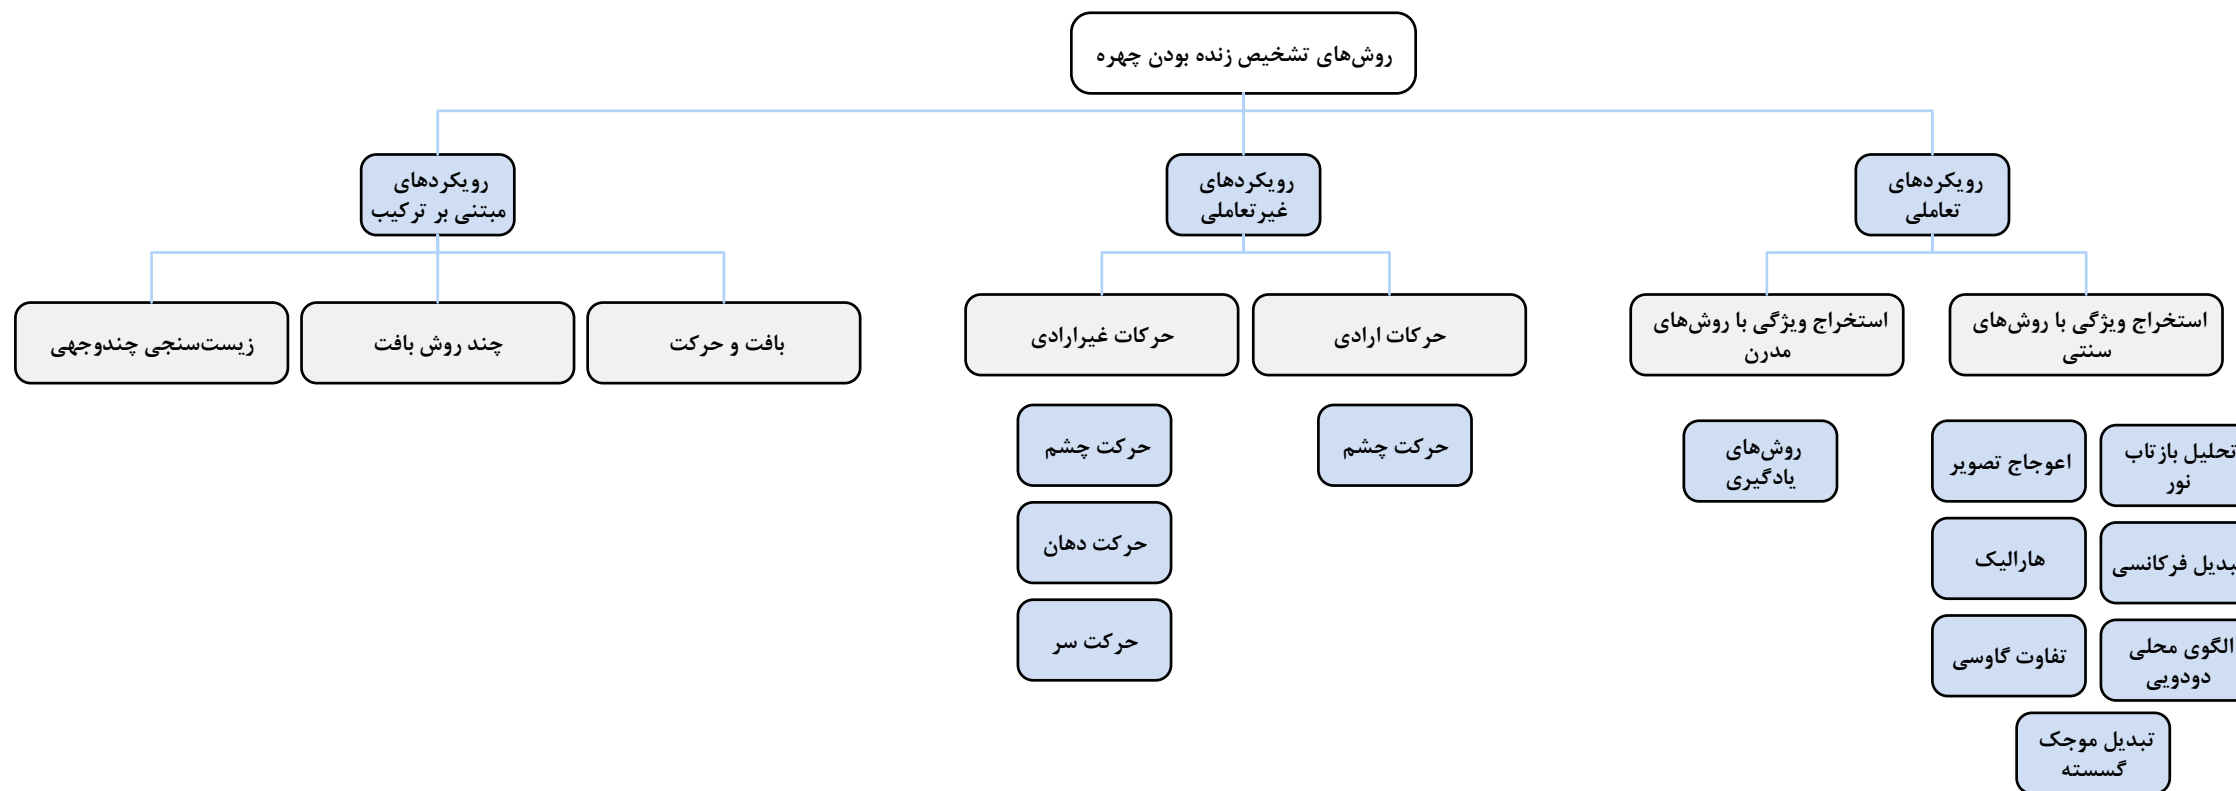 روش‌های تشخیص زنده بودن چهره
رویکردهای
تعاملی
رویکردهای
غیرتعاملی
رویکردهای
مبتنی بر ترکیب
استخراج ویژگی با روش‌های
سنتی
استخراج ویژگی با روش‌های
مدرن
حرکات ارادی
حرکات غیرارادی
بافت و حرکت
چند روش بافت
زیست‌سنجی چندوجهی
تحلیل بازتاب
نور
اعوجاج تصویر
روش‌های
یادگیری
حرکت چشم
حرکت چشم
فرکانسی
هارالیک
حرکت دهان
الگوی محلی
دودویی
تفاوت گاوسی
حرکت سر
تبدیل موجک
گسسته